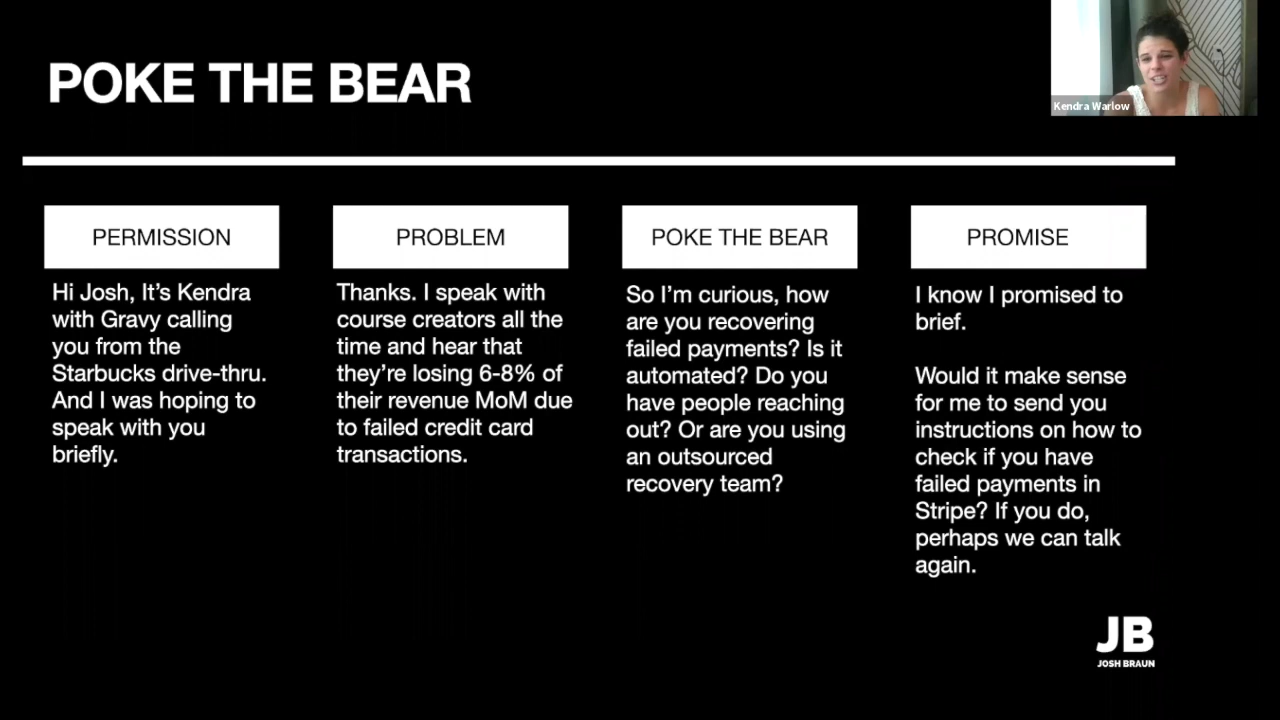 POKE THE BEAR
Kendra Warlow
PERMISSION
Hi Josh, It’s Kendra
with Gravy calling
you from the
Starbucks drive-thru.
And I was hoping to
speak with you
briefly.
PROBLEM
Thanks. I speak with
course creators all the
time and hear that
they’re losing 6-8% of
their revenue MoM due
to failed credit card
transactions.
POKE THE BEAR
So I’m curious, how
are you recovering
failed payments? Is it
automated? Do you
have people reaching
out? Or are you using
an outsourced
recovery team?
PROMISE
I know I promised to
brief.
Would it make sense
for me to send you
instructions on how to
check if you have
failed payments in
Stripe? If you do,
perhaps we can talk
again.
JB
JOSH BRAUN